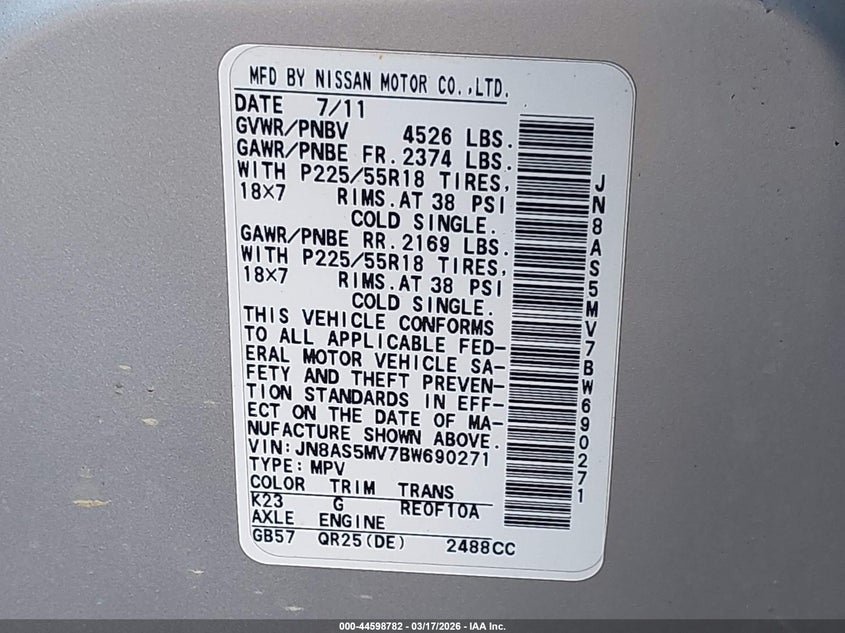 MFD BY NISSAN MOTOR CO.,LTD.
DATE 7/11
GVWR/PNBV 4526 LBS.
GAWR/PNBE FR. 2374 LBS.
WITH P225/55R18 TIRES,
18×7 RIMS.AT 38 PSI
COLD SINGLE.
GAWR/PNBE RR. 2169 LBS.
WITH P225/55R18 TIRES,
18×7 RIMS.AT 38 PSI
COLD SINGLE.
THIS VEHICLE CONFORMS
TO ALL APPLICABLE FED-
ERAL MOTOR VEHICLE SA-
FETY AND THEFT PREVEN-
TION STANDARDS IN EFF-
ECT ON THE DATE OF MA-
NUFACTURE SHOWN ABOVE.
VIN:JN8AS5MV7BW690271
TYPE:MPV
COLOR TRIM TRANS
K23 G RE0F10A
AXLE ENGINE
GB57 QR25(DE) 2488CC
JN8AS5MV7BW690271
000-44598782 — 03/17/2026 — IAA Inc.